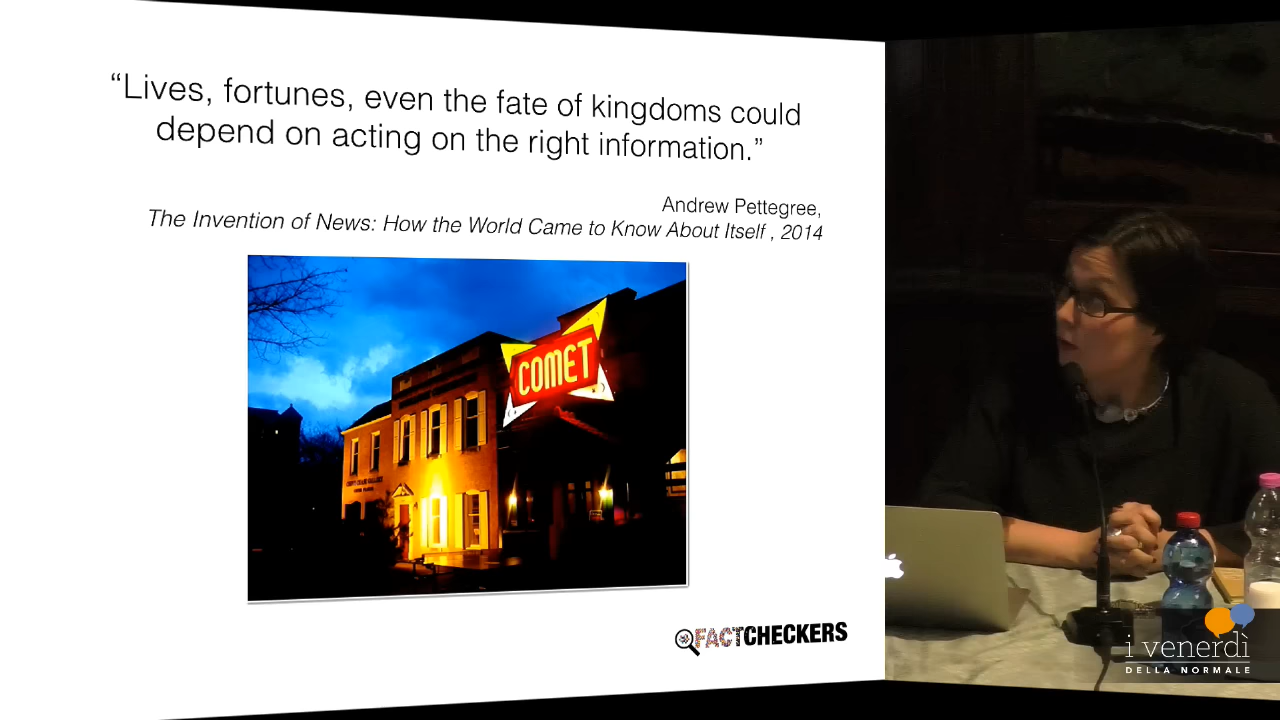 “Lives, fortunes, even the fate of kingdoms could
depend on acting on the right information.”
Andrew Pettegree,
The Invention of News: How the World Came to Know About Itself , 2014
COMET
FACTCHECKERS
i venerdì
DELLA NORMALE